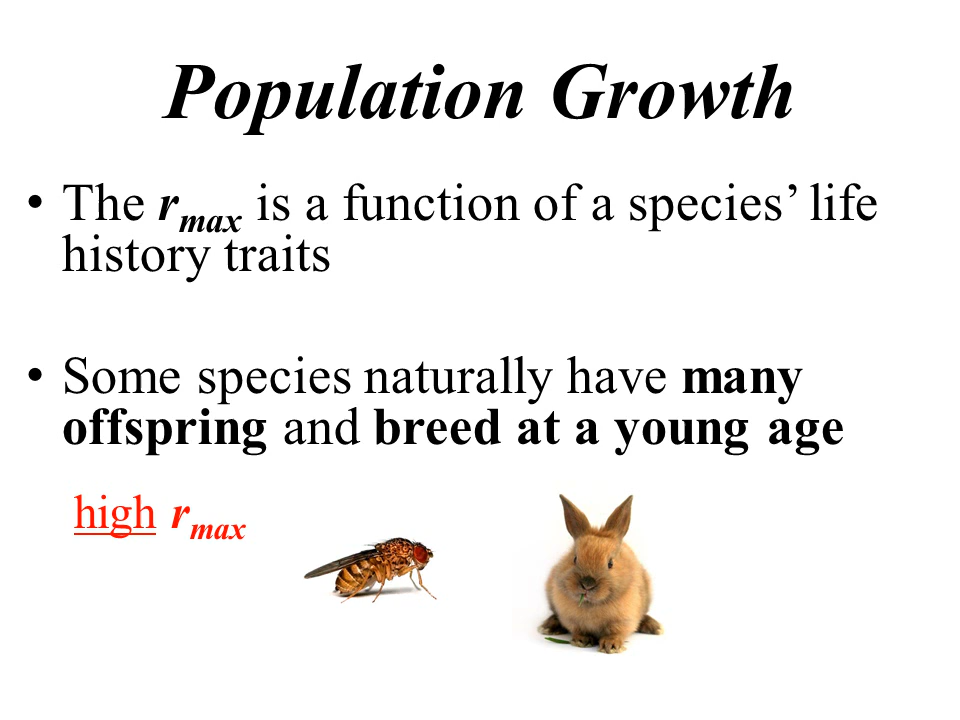 Population Growth
• The rmax is a function of a species’ life
history traits
• Some species naturally have many
offspring and breed at a young age
high rmax